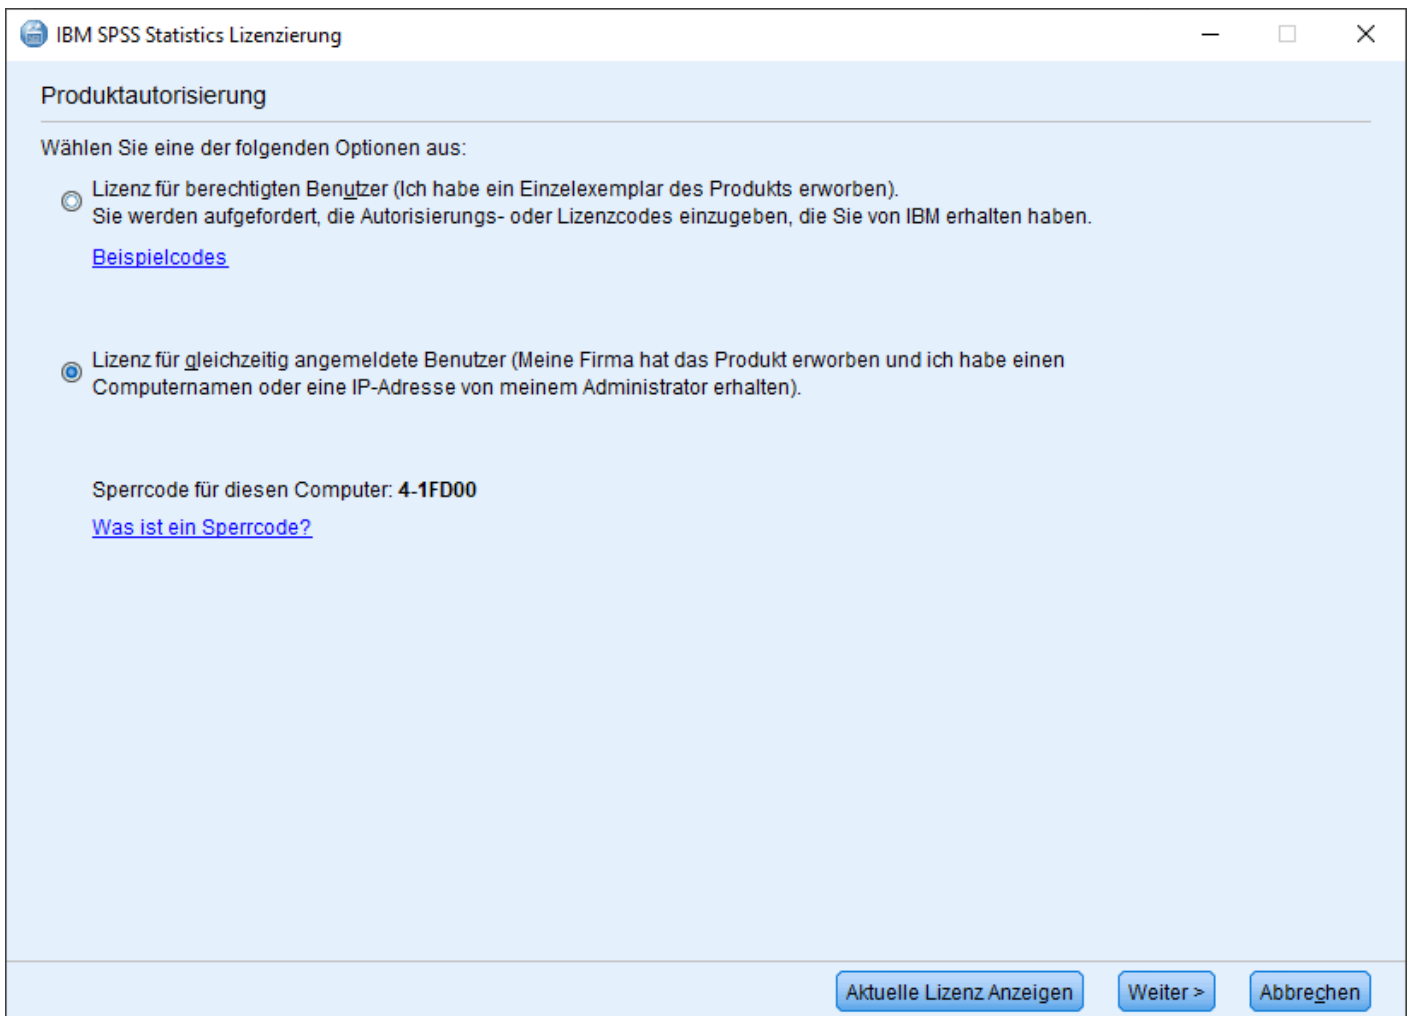 IBM SPSS Statistics Lizenzierung
Produktautorisierung
Wählen Sie eine der folgenden Optionen aus:
Lizenz für berechtigten Benutzer (Ich habe ein Einzelexemplar des Produkts erworben).
Sie werden aufgefordert, die Autorisierungs- oder Lizenzcodes einzugeben, die Sie von IBM erhalten haben.
Beispielcodes
Lizenz für gleichzeitig angemeldete Benutzer (Meine Firma hat das Produkt erworben und ich habe einen
Computernamen oder eine IP-Adresse von meinem Administrator erhalten).
Sperrcode für diesen Computer: 4-1FD00
Was ist ein Sperrcode?
Aktuelle Lizenz Anzeigen
Weiter >
Abbrechen